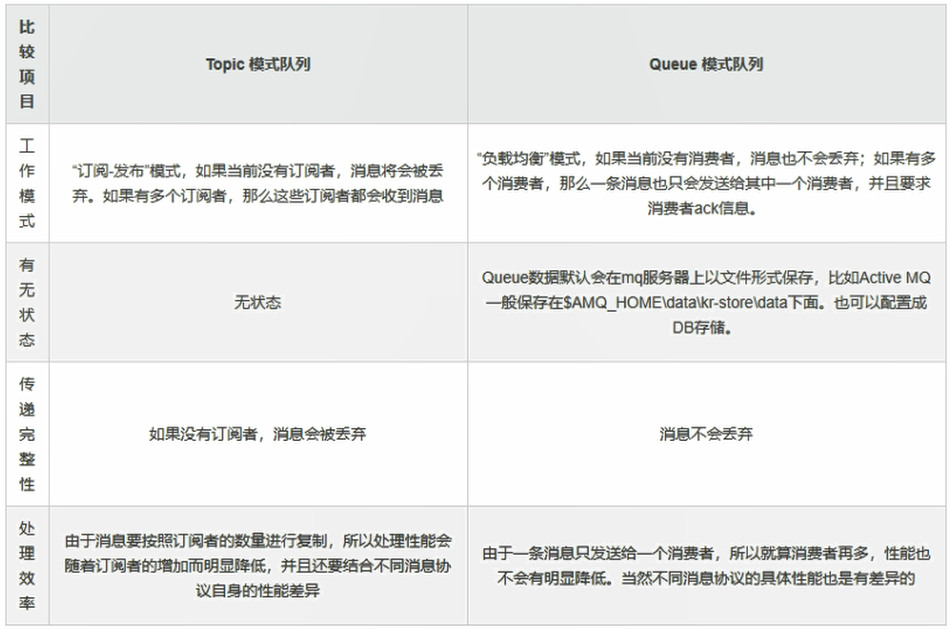 比
较
项
目
Topic 模式队列
Queue 模式队列
工
作
模
式
“订阅-发布”模式，如果当前没有订阅者，消息将会被丢
弃。如果有多个订阅者，那么这些订阅者都会收到消息
“负载均衡”模式，如果当前没有消费者，消息也不会丢弃；如果有多
个消费者，那么一条消息也只会发送给其中一个消费者，并且要求
消费者ack信息。
有
无
状
态
无状态
Queue数据默认会在mq服务器上以文件形式保存，比如Active MQ
一般保存在$AMQ_HOME\data\kr-store\data下面。也可以配置成
DB存储。
传
递
完
整
性
如果没有订阅者，消息会被丢弃
消息不会丢弃
处
理
效
率
由于消息要按照订阅者的数量进行复制，所以处理性能会
随着订阅者的增加而明显降低，并且还要结合不同消息协
议自身的性能差异
由于一条消息只发送给一个消费者，所以就算消费者再多，性能也
不会有明显降低。当然不同消息协议的具体性能也是有差异的